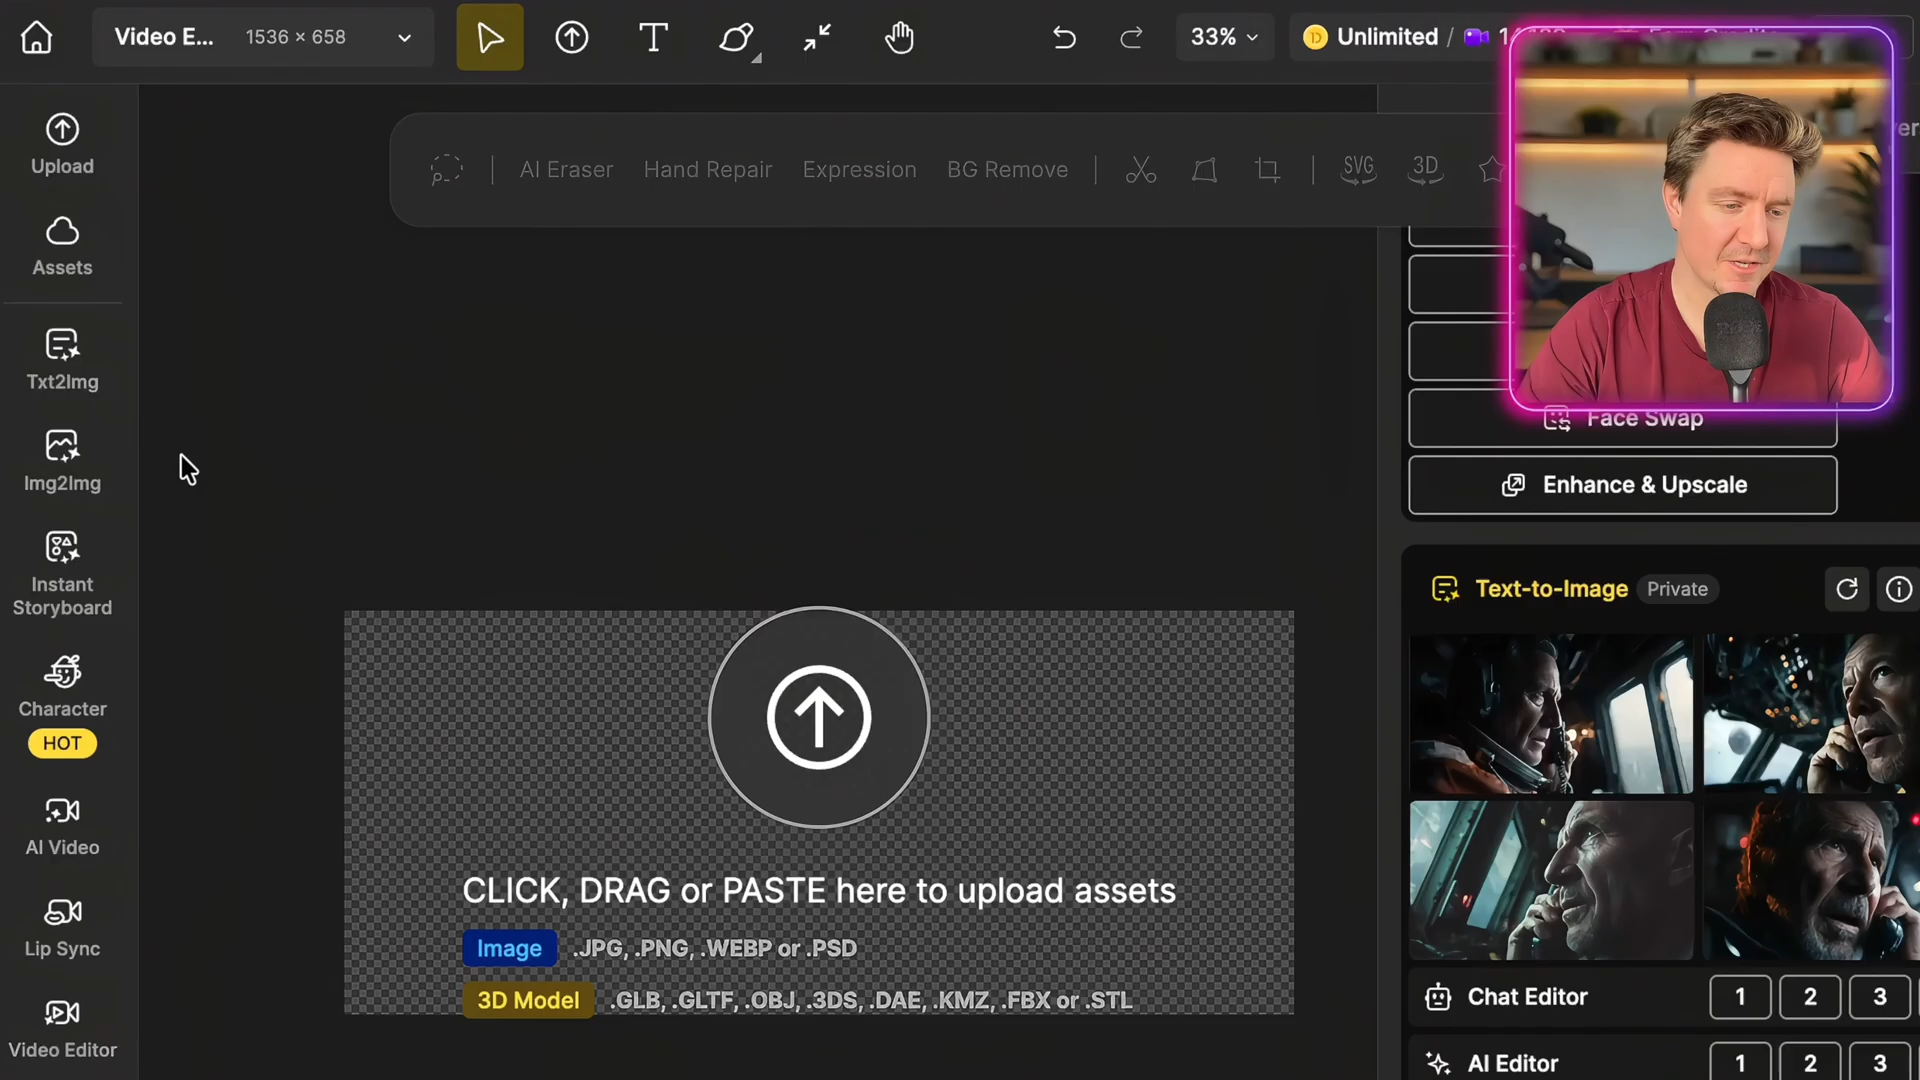 Video E... 1536 × 658 33% Unlimited /
Upload
Assets
Txt2Img
Img2Img
Instant
Storyboard
Character
HOT
AI Video
Lip Sync
Video Editor
AI Eraser Hand Repair Expression BG Remove SVG 3D
CLICK, DRAG or PASTE here to upload assets
Image .JPG, .PNG, .WEBP or .PSD
3D Model .GLB, .GLTF, .OBJ, .3DS, .DAE, .KMZ, .FBX or .STL
Face Swap
Enhance & Upscale
Text-to-Image Private
Chat Editor 1 2 3
AI Editor 1 2 3